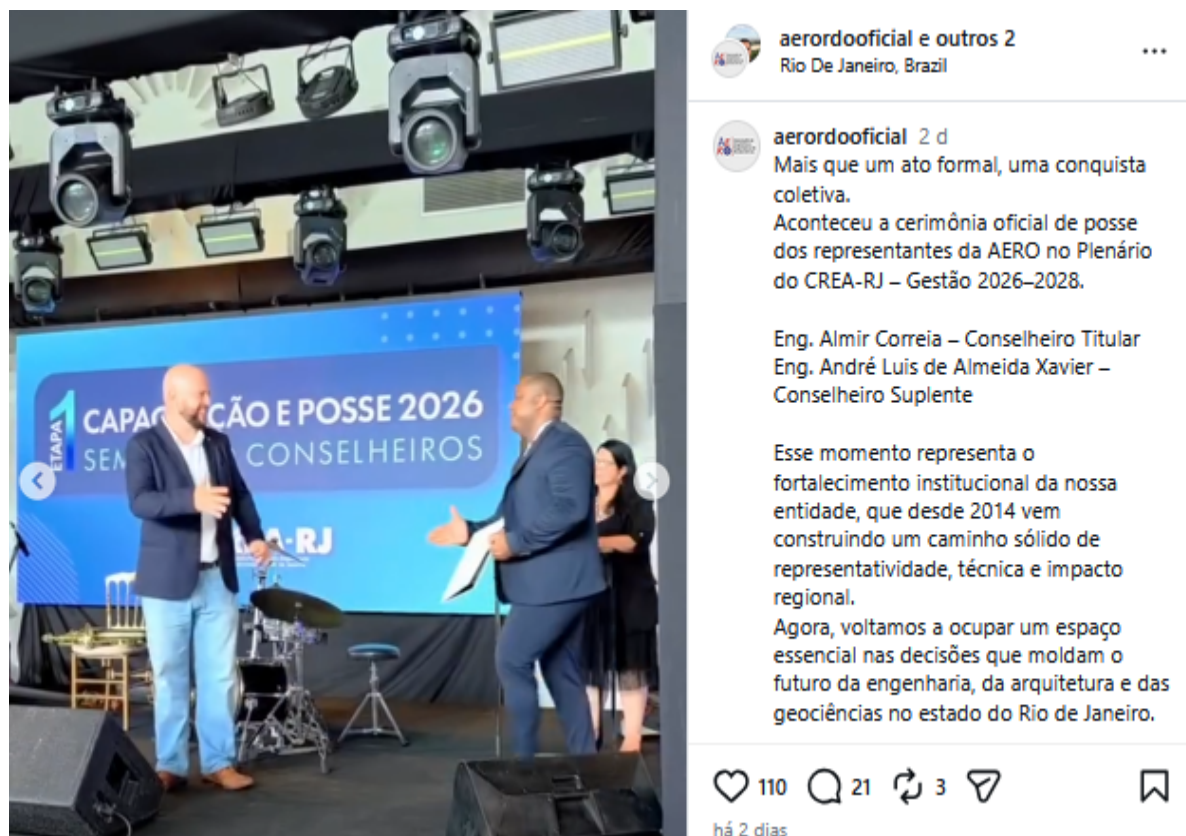 aerordooficial e outros 2
Rio De Janeiro, Brazil
aerordooficial 2 d
Mais que um ato formal, uma conquista
coletiva.
Aconteceu a cerimônia oficial de posse
dos representantes da AERO no Plenário
do CREA-RJ – Gestão 2026–2028.
Eng. Almir Correia – Conselheiro Titular
Eng. André Luis de Almeida Xavier –
Conselheiro Suplente
Esse momento representa o
fortalecimento institucional da nossa
entidade, que desde 2014 vem
construindo um caminho sólido de
representatividade, técnica e impacto
regional.
Agora, voltamos a ocupar um espaço
essencial nas decisões que moldam o
futuro da engenharia, da arquitetura e das
geociências no estado do Rio de Janeiro.
110 21 3
há 2 dias
ETAPA 1
CAPA ÇÃO E POSSE 2026
SEM CONSELHEIROS
A-RJ